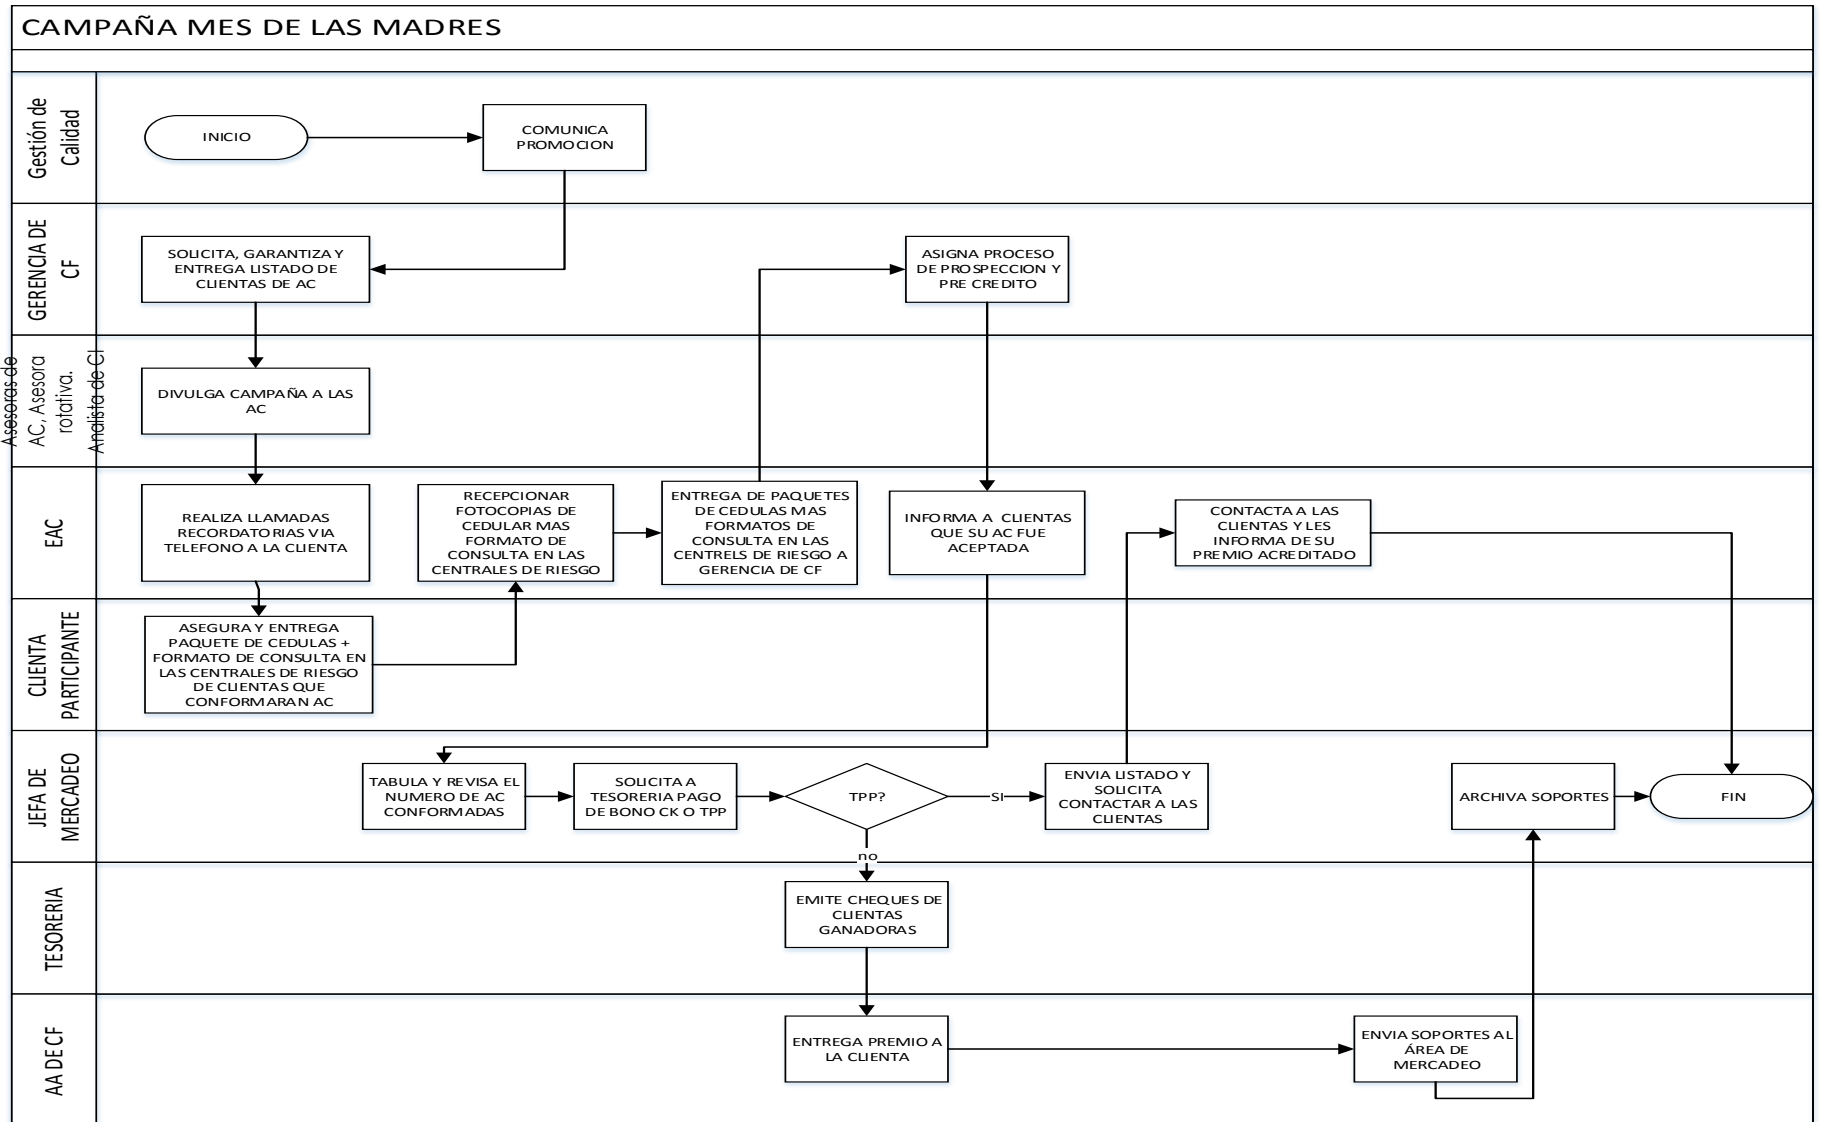 CAMPAÑA MES DE LAS MADRES
Gestión de
Calidad
INICIO
COMUNICA
PROMOCION
GERENCIA DE
CF
SOLICITA, GARANTIZA Y
ENTREGA LISTADO DE
CLIENTAS DE AC
ASIGNA PROCESO
DE PROSPECCION Y
PRE CREDITO
Asesoras de
AC, Asesora
rotativa.
Analista de CI
DIVULGA CAMPAÑA A LAS
AC
EAC
REALIZA LLAMADAS
RECORDATORIAS VIA
TELEFONO A LA CLIENTA
RECEPCIONAR
FOTOCOPIAS DE
CEDULAR MAS
FORMATO DE
CONSULTA EN LAS
CENTRALES DE RIESGO
ENTREGA DE PAQUETES
DE CEDULAS MAS
FORMATOS DE
CONSULTA EN LAS
CENTRELS DE RIESGO A
GERENCIA DE CF
INFORMA A CLIENTAS
QUE SU AC FUE
ACEPTADA
CONTACTA A LAS
CLIENTAS Y LES
INFORMA DE SU
PREMIO ACREDITADO
CLIENTA
PARTICIPANTE
ASEGURA Y ENTREGA
PAQUETE DE CEDULAS +
FORMATO DE CONSULTA EN
LAS CENTRALES DE RIESGO
DE CLIENTAS QUE
CONFORMARAN AC
JEFA DE
MERCADEO
TABULA Y REVISA EL
NUMERO DE AC
CONFORMADAS
SOLICITA A
TESORERIA PAGO
DE BONO CK O TPP
TPP?
SI
ENVIA LISTADO Y
SOLICITA
CONTACTAR A LAS
CLIENTAS
ARCHIVA SOPORTES
FIN
no
TESORERIA
EMITE CHEQUES DE
CLIENTAS
GANADORAS
AA DE CF
ENTREGA PREMIO A
LA CLIENTA
ENVIA SOPORTES AL
ÁREA DE
MERCADEO